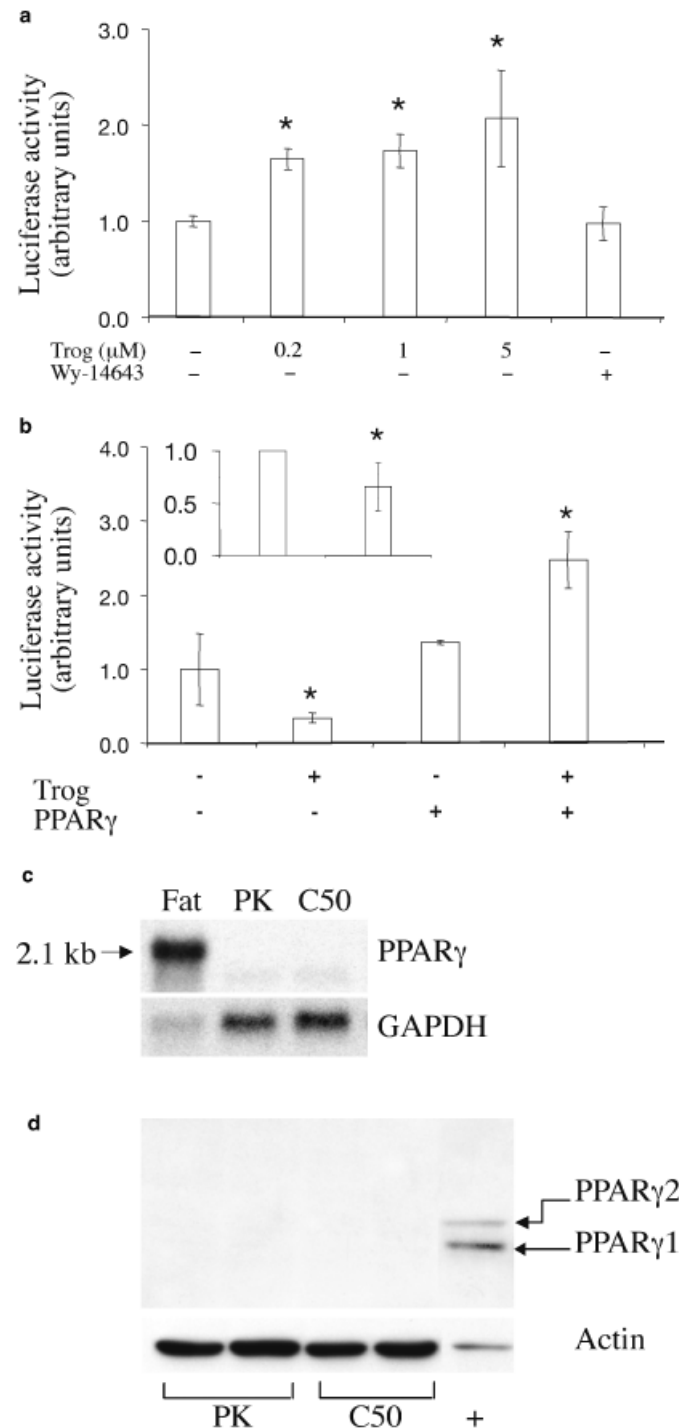 a
Luciferase activity
(arbitrary units)
3.0
2.0
1.0
0.0
* * *
Trog (μM) – 0.2 1 5 –
Wy-14643 – – – – +
b
Luciferase activity
(arbitrary units)
4.0
3.0
2.0
1.0
0.0
1.0
0.5
0.0
*
* *
Trog - + - +
PPARγ - - + +
c
Fat PK C50
2.1 kb PPARγ
GAPDH
d
PPARγ2
PPARγ1
Actin
PK C50 +